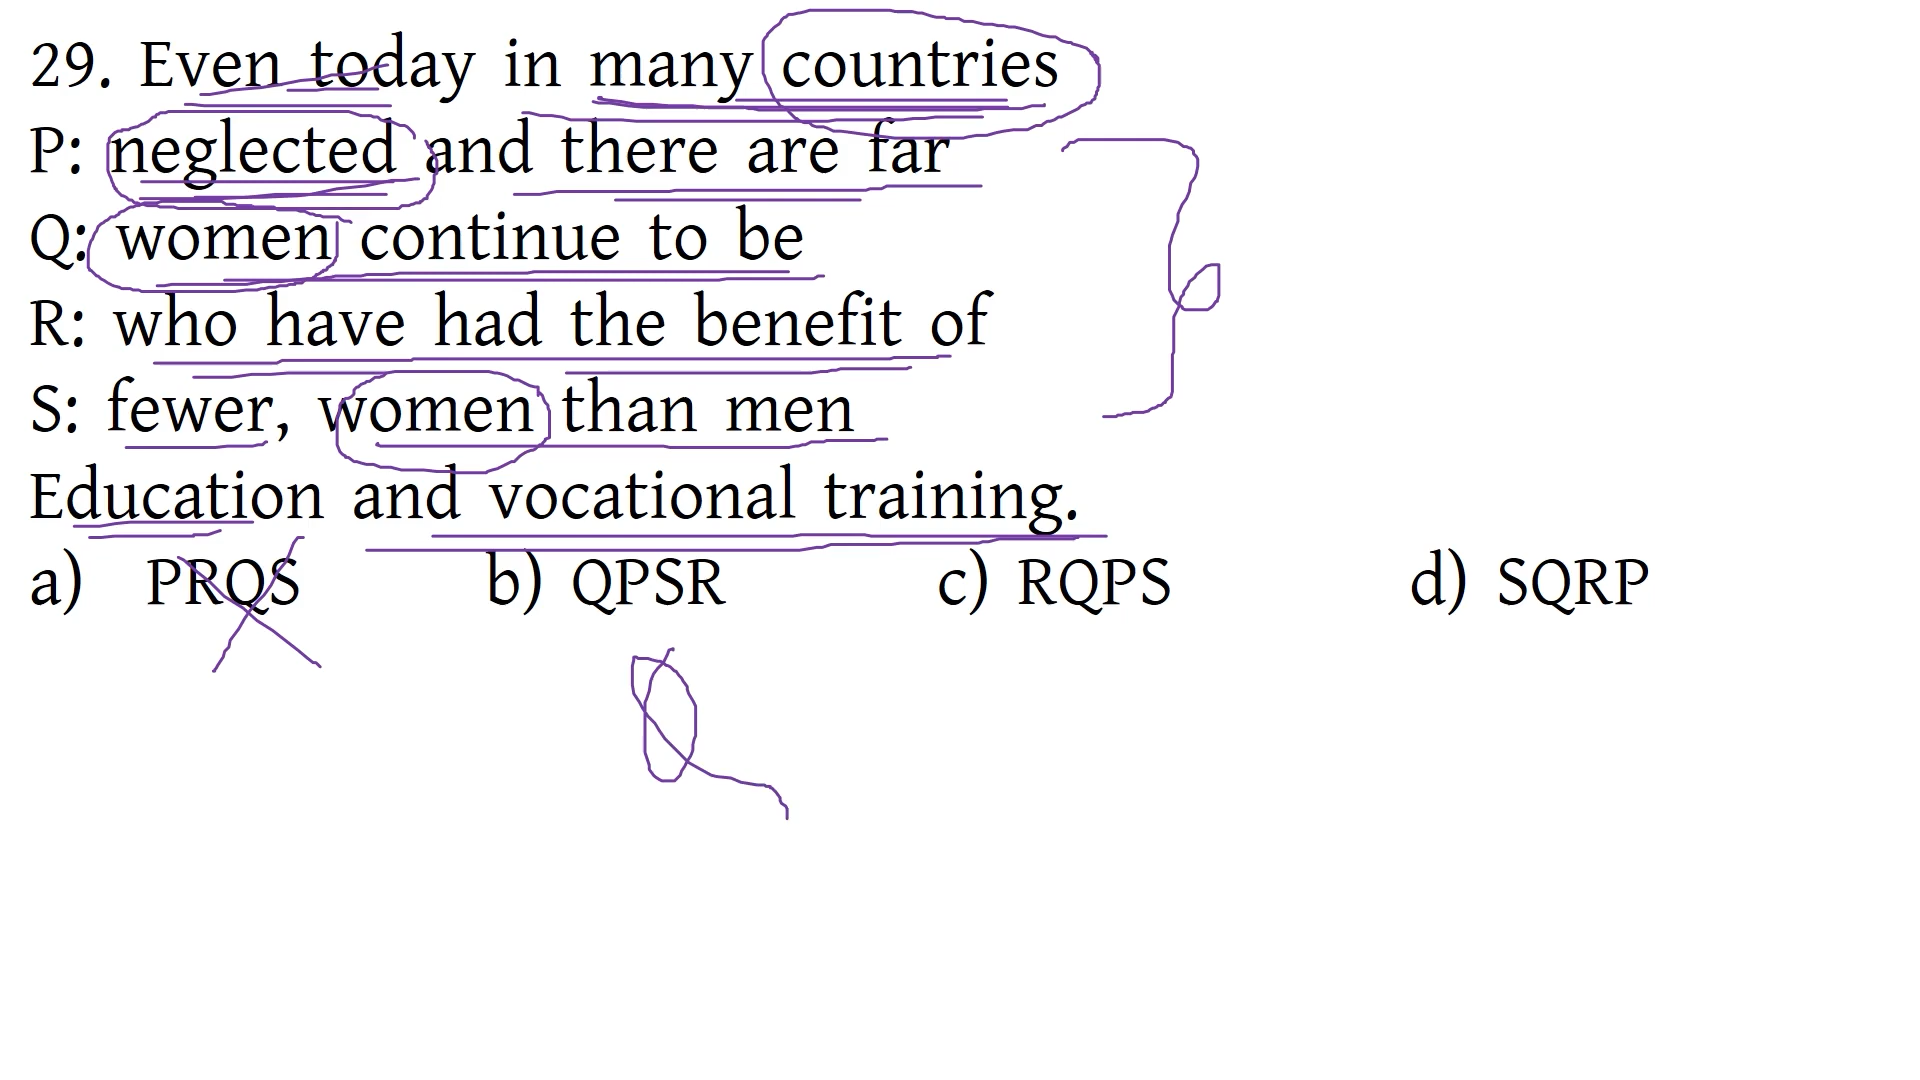 29. Even today in many countries
P: neglected and there are far
Q: women continue to be
R: who have had the benefit of
S: fewer, women than men
Education and vocational training.
a) PRQS b) QPSR c) RQPS d) SQRP